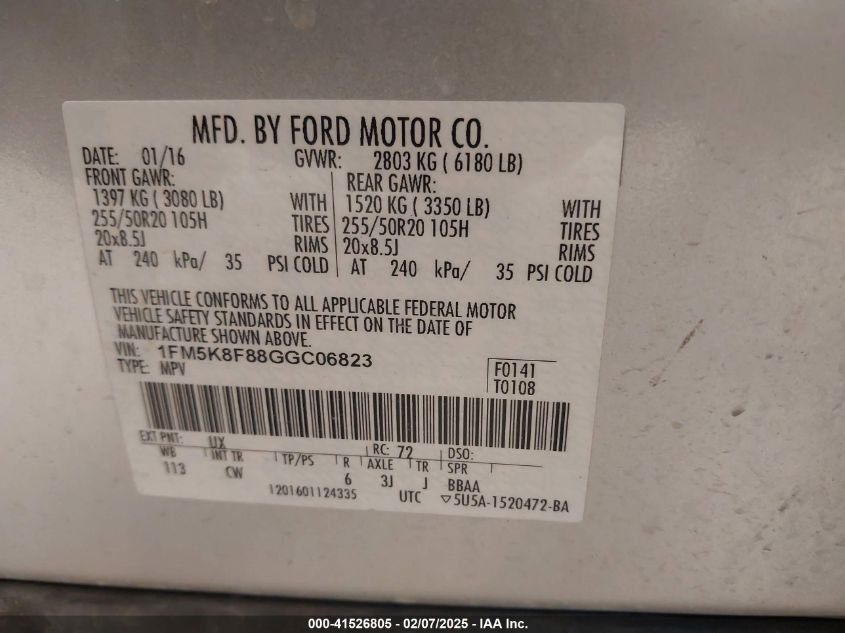 MFD. BY FORD MOTOR CO.
DATE: 01/16 GVWR: 2803 KG ( 6180 LB)
FRONT GAWR: REAR GAWR:
1397 KG ( 3080 LB) WITH 1520 KG ( 3350 LB) WITH
255/50R20 105H TIRES 255/50R20 105H TIRES
20x8.5J RIMS 20x8.5J RIMS
AT 240 kPa/ 35 PSI COLD AT 240 kPa/ 35 PSI COLD
THIS VEHICLE CONFORMS TO ALL APPLICABLE FEDERAL MOTOR
VEHICLE SAFETY STANDARDS IN EFFECT ON THE DATE OF
MANUFACTURE SHOWN ABOVE.
VIN: 1FM5K8F88GGC06823
TYPE: MPV
F0141
T0108
EXT PNT: UX RC: 72 DSO:
WB INT TR TP/PS R AXLE TR SPR
113 CW 6 3J J BBAA
1201601124335 UTC ▽5U5A-1520472-BA
000-41526805 - 02/07/2025 - IAA Inc.